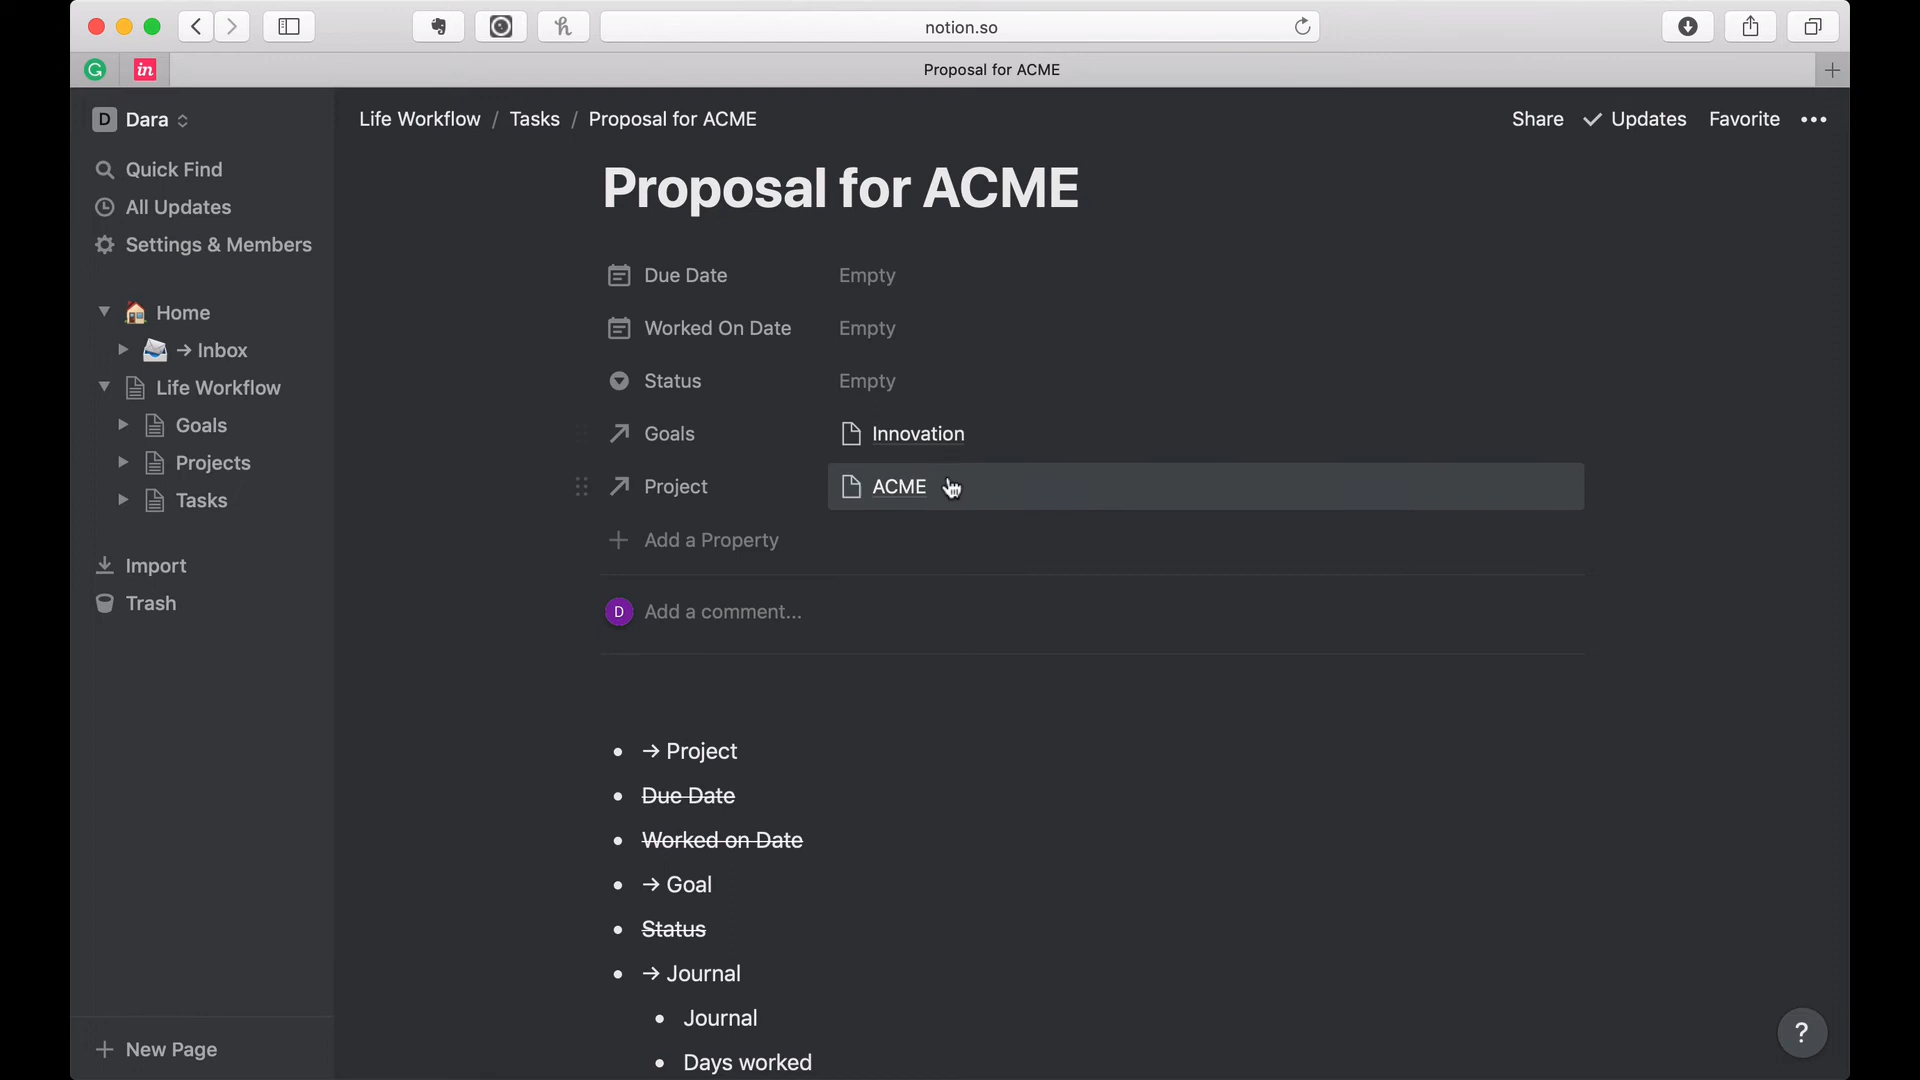 notion.so
in
Proposal for ACME
D Dara
Life Workflow / Tasks / Proposal for ACME
Share Updates Favorite
Quick Find
All Updates
Settings & Members
Home
→ Inbox
Life Workflow
Goals
Projects
Tasks
Import
Trash
New Page
Proposal for ACME
Due Date Empty
Worked On Date Empty
Status Empty
Goals Innovation
Project ACME
Add a Property
D Add a comment...
• → Project
• Due Date
• Worked on Date
• → Goal
• Status
• → Journal
• Journal
• Days worked
?